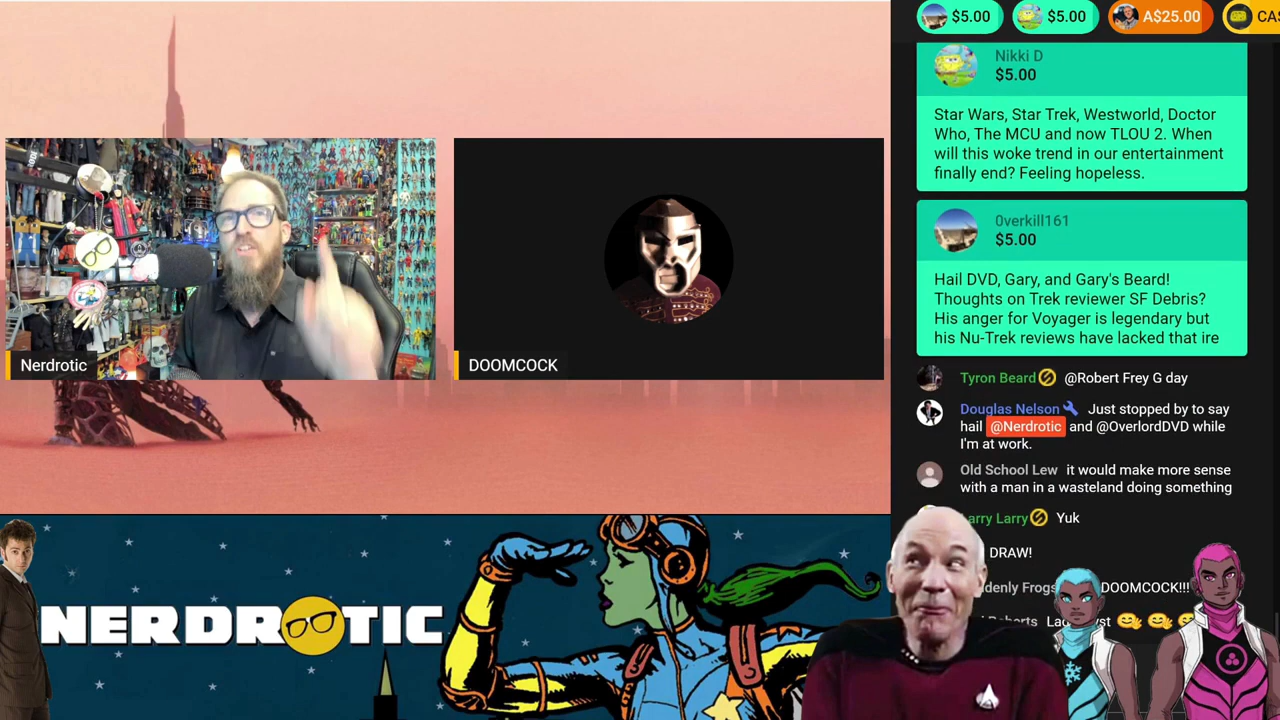 $5.00
$5.00
A$25.00
Nikki D
$5.00
Star Wars, Star Trek, Westworld, Doctor
Who, The MCU and now TLOU 2. When
will this woke trend in our entertainment
finally end? Feeling hopeless.
0verkill161
$5.00
Hail DVD, Gary, and Gary's Beard!
Thoughts on Trek reviewer SF Debris?
His anger for Voyager is legendary but
his Nu-Trek reviews have lacked that ire
Tyron Beard @Robert Frey G day
Douglas Nelson Just stopped by to say
hail @Nerdrotic and @OverlordDVD while
I'm at work.
Old School Lew it would make more sense
with a man in a wasteland doing something
Larry Yuk
DRAW!
Frogs DOOMCOCK!!!
Nerdrotic
DOOMCOCK
NERDROTIC